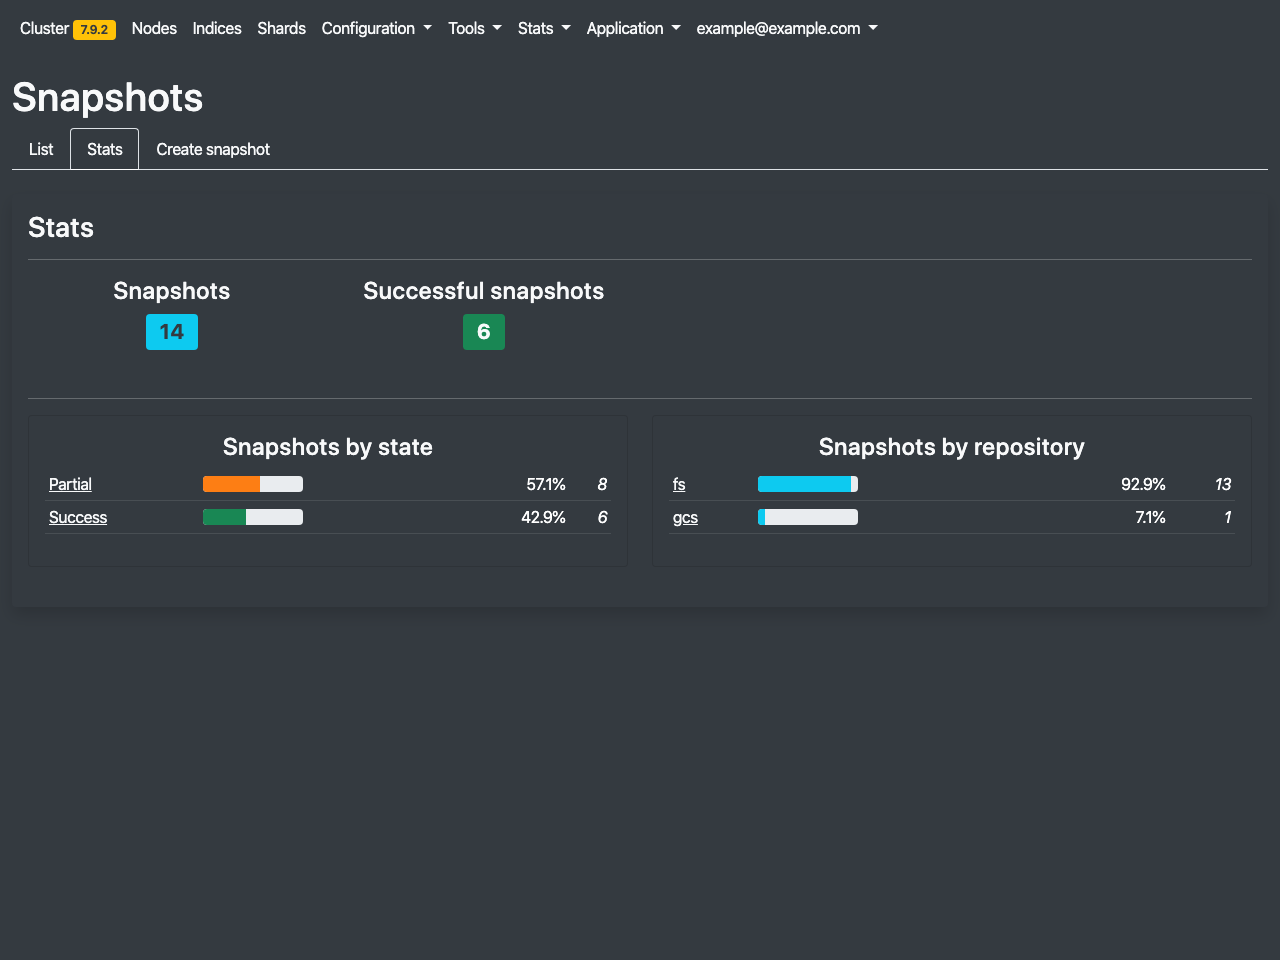 Cluster 7.9.2 Nodes Indices Shards Configuration Tools Stats Application example@example.com
Snapshots
List Stats Create snapshot
Stats
Snapshots Successful snapshots
14 6
Snapshots by state
Partial 57.1% 8
Success 42.9% 6
Snapshots by repository
fs 92.9% 13
gcs 7.1% 1